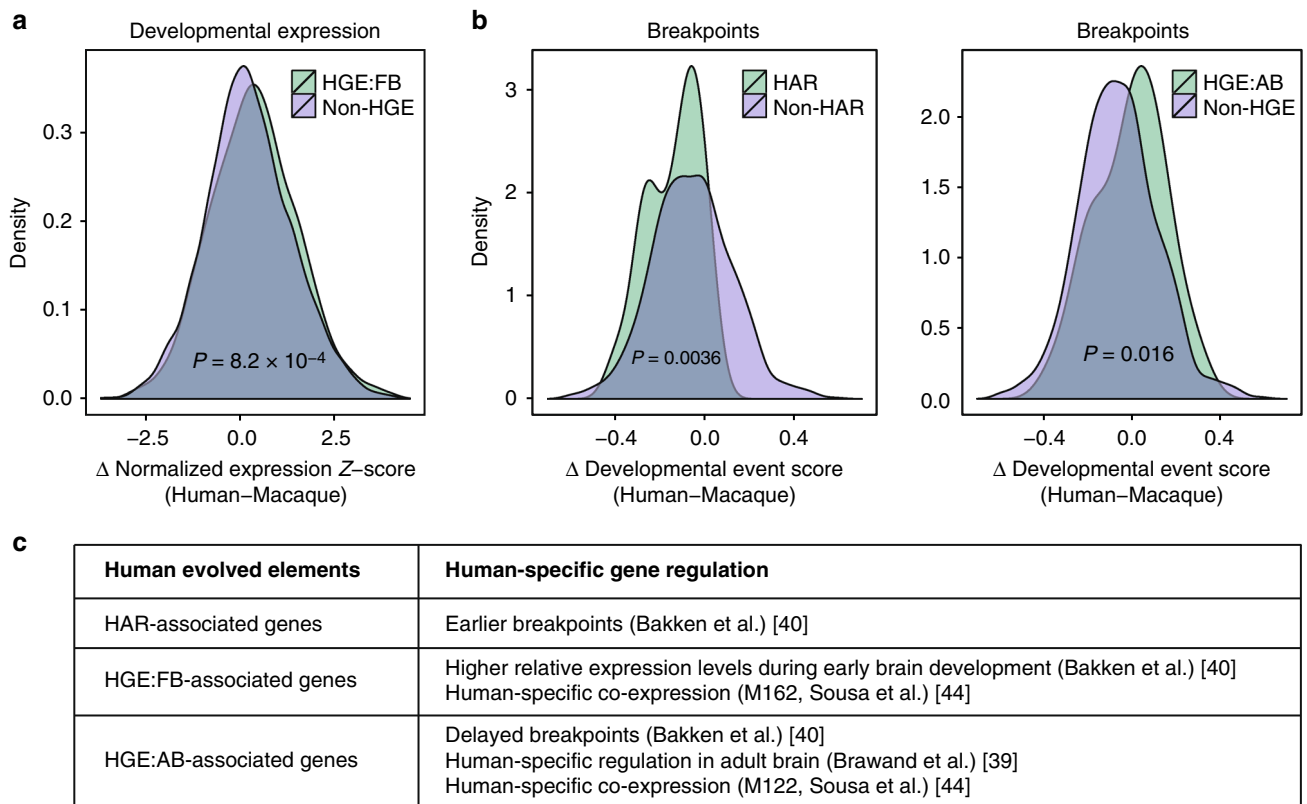 a
Developmental expression
HGE:FB
Non-HGE
Density
0.3
0.2
0.1
0.0
P = 8.2 × 10⁻⁴
−2.5 0.0 2.5
Δ Normalized expression Z−score
(Human−Macaque)
b
Breakpoints
HAR
Non-HAR
Density
3
2
1
0
P = 0.0036
−0.4 0.0 0.4
Δ Developmental event score
(Human−Macaque)
Breakpoints
HGE:AB
Non-HGE
2.0
1.5
1.0
0.5
0.0
P = 0.016
−0.4 0.0 0.4
Δ Developmental event score
(Human−Macaque)
c
Human evolved elements
Human-specific gene regulation
HAR-associated genes
Earlier breakpoints (Bakken et al.) [40]
HGE:FB-associated genes
Higher relative expression levels during early brain development (Bakken et al.) [40]
Human-specific co-expression (M162, Sousa et al.) [44]
HGE:AB-associated genes
Delayed breakpoints (Bakken et al.) [40]
Human-specific regulation in adult brain (Brawand et al.) [39]
Human-specific co-expression (M122, Sousa et al.) [44]